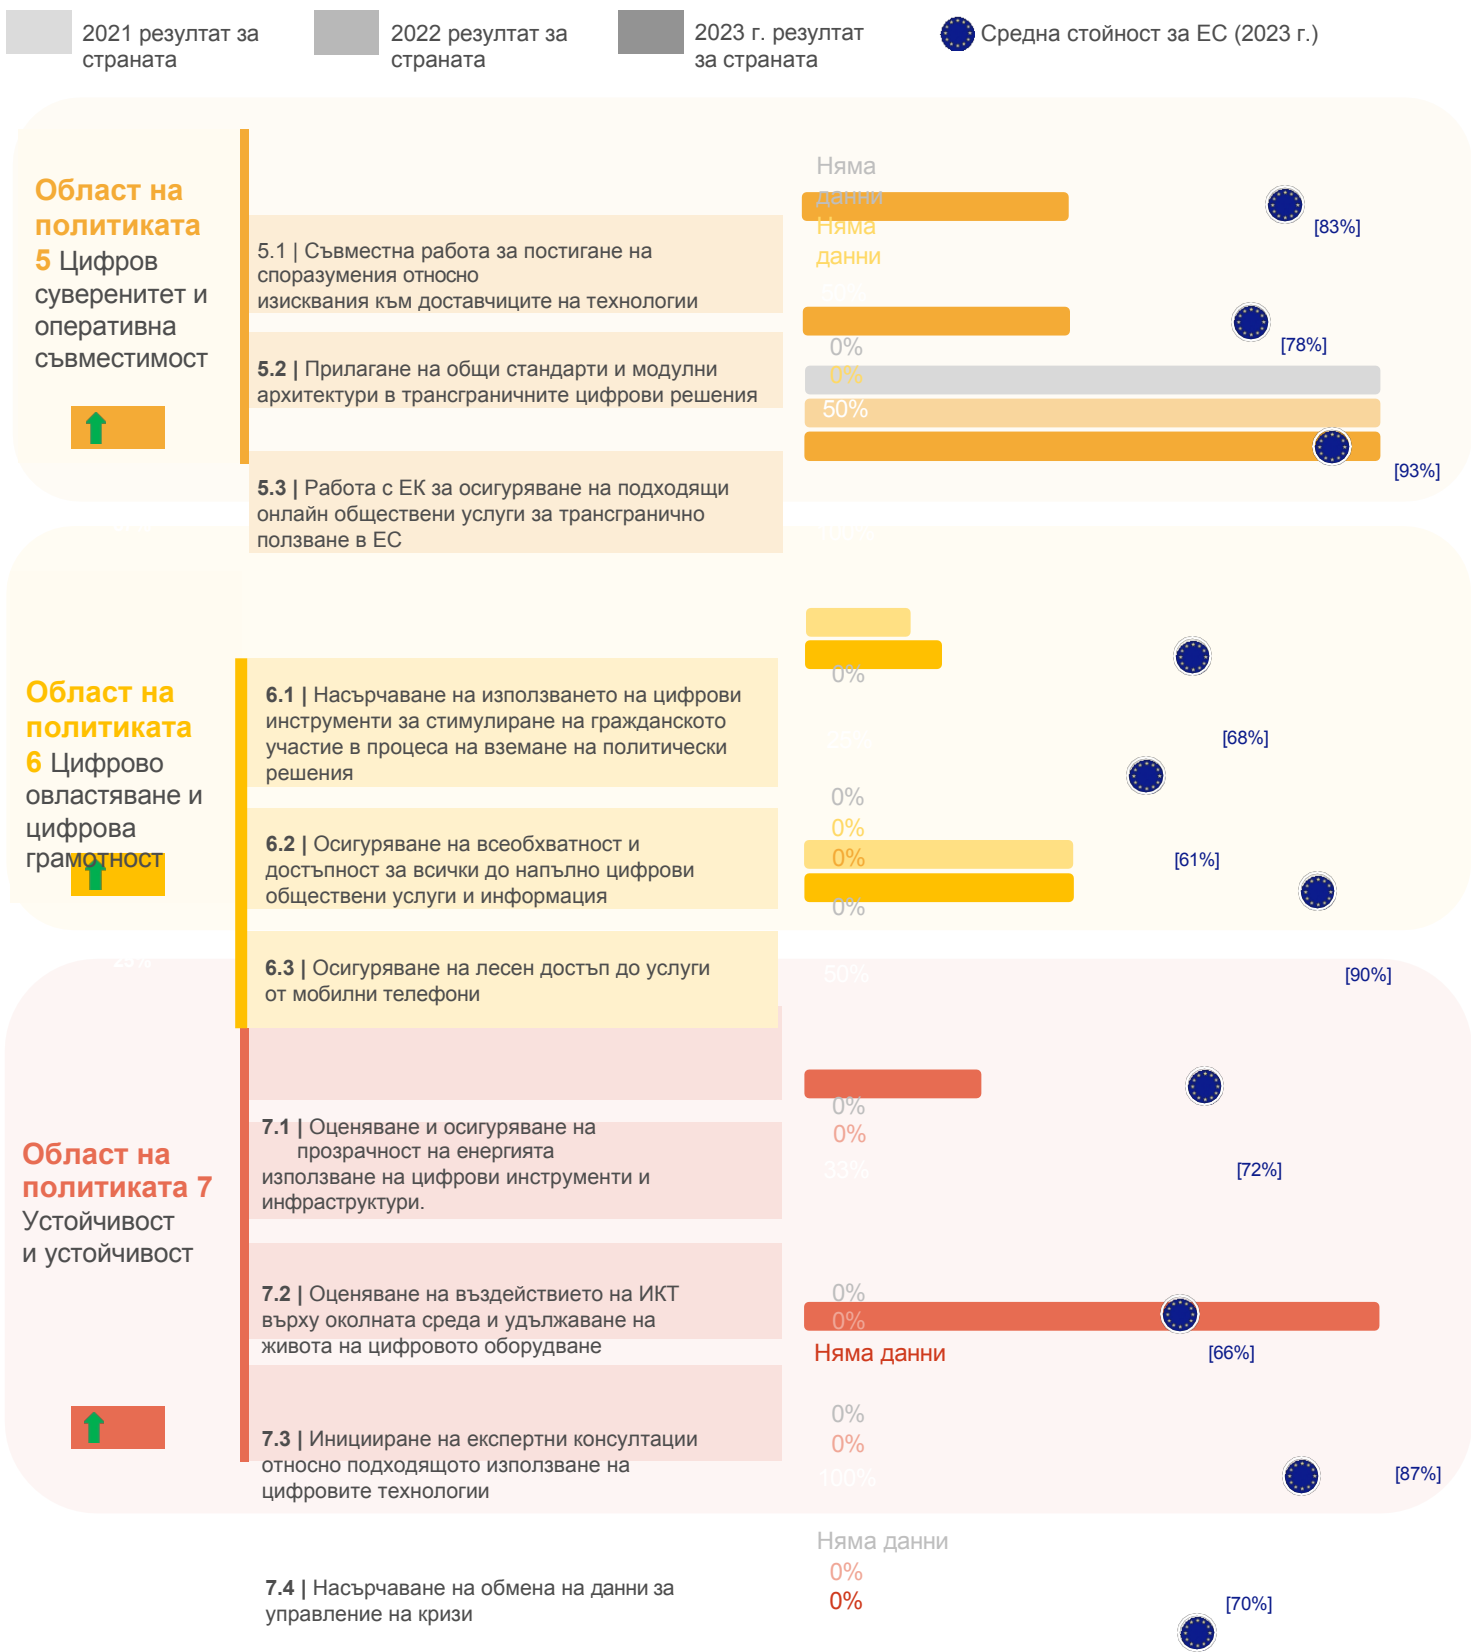 2021 резултат за
страната
2022 резултат за
страната
2023 г. резултат
за страната
Средна стойност за ЕС (2023 г.)
Област на
политиката
5 Цифров
суверенитет и
оперативна
съвместимост
5.1 | Съвместна работа за постигане на
споразумения относно
изисквания към доставчиците на технологии
5.2 | Прилагане на общи стандарти и модулни
архитектури в трансграничните цифрови решения
5.3 | Работа с ЕК за осигуряване на подходящи
онлайн обществени услуги за трансгранично
ползване в ЕС
Няма
данни
Няма
данни
[83%]
50%
[78%]
0%
0%
50%
[93%]
100%
Област на
политиката
6 Цифрово
овластяване и
цифрова
грамотност
6.1 | Насърчаване на използването на цифрови
инструменти за стимулиране на гражданското
участие в процеса на вземане на политически
решения
6.2 | Осигуряване на всеобхватност и
достъпност за всички до напълно цифрови
обществени услуги и информация
6.3 | Осигуряване на лесен достъп до услуги
от мобилни телефони
0%
[68%]
0%
0%
0%
[61%]
0%
50%
[90%]
25%
Област на
политиката 7
Устойчивост
и устойчивост
7.1 | Оценяване и осигуряване на
прозрачност на енергията
използване на цифрови инструменти и
инфраструктури.
7.2 | Оценяване на въздействието на ИКТ
върху околната среда и удължаване на
живота на цифровото оборудване
7.3 | Иницииране на експертни консултации
относно подходящото използване на
цифровите технологии
7.4 | Насърчаване на обмена на данни за
управление на кризи
0%
0%
33%
[72%]
0%
0%
Няма данни
[66%]
0%
0%
100%
[87%]
Няма данни
0%
0%
[70%]